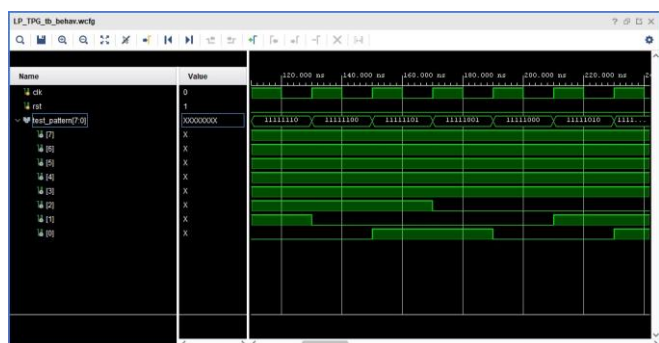 LP_TPG_tb_behav.wcfg
Name Value 120.000 ns 140.000 ns 160.000 ns 180.000 ns 200.000 ns 220.000 ns
clk 0
rst 1
test_pattern[7:0] XXXXXXXX 11111110 11111100 11111101 11111001 11111000 11111010 1111...
[7] X
[6] X
[5] X
[4] X
[3] X
[2] X
[1] X
[0] X